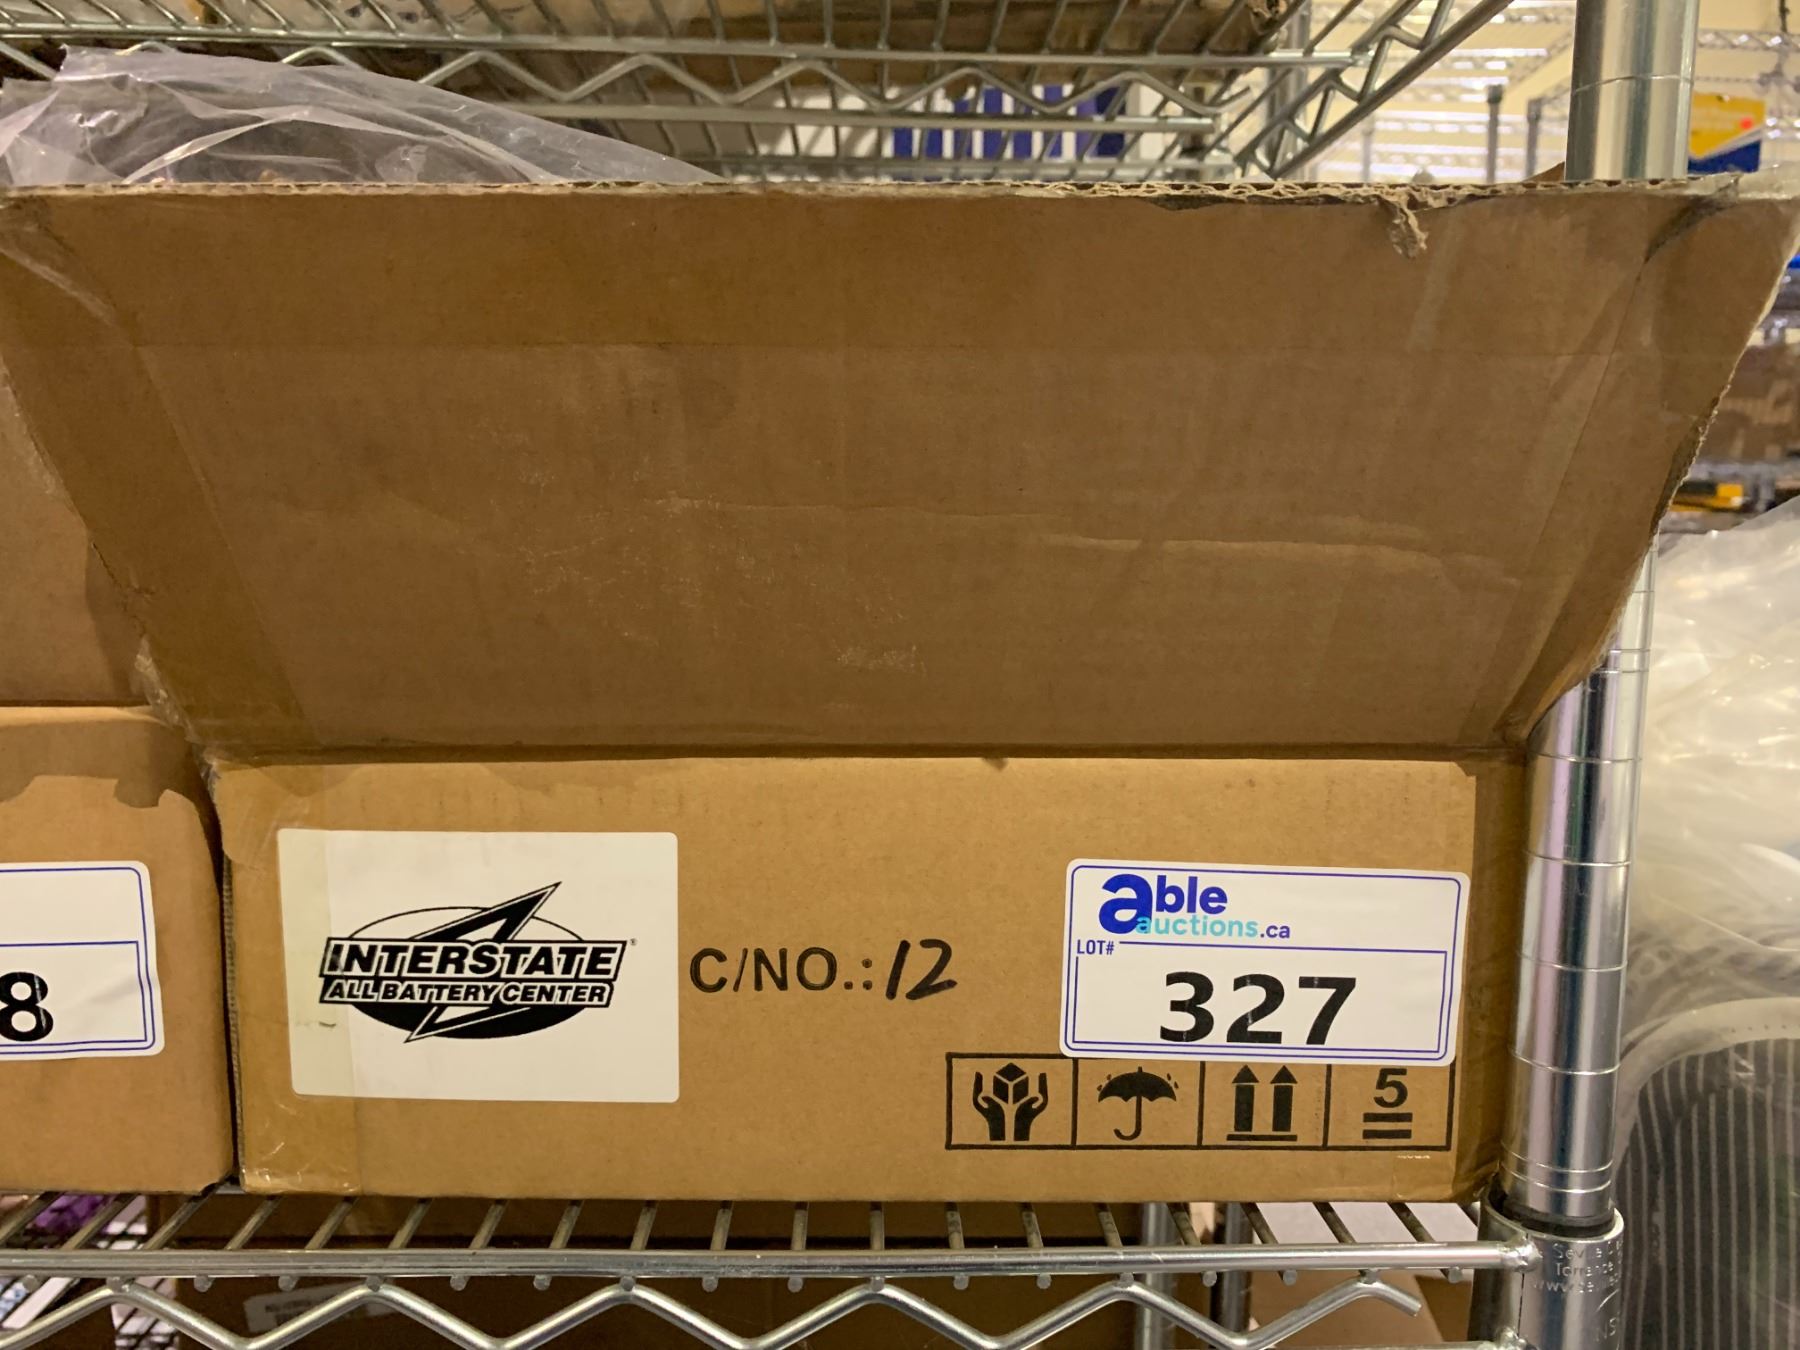 8
INTERSTATE®
ALL BATTERY CENTER
C/NO.: 12
able
auctions.ca
LOT#
327
5